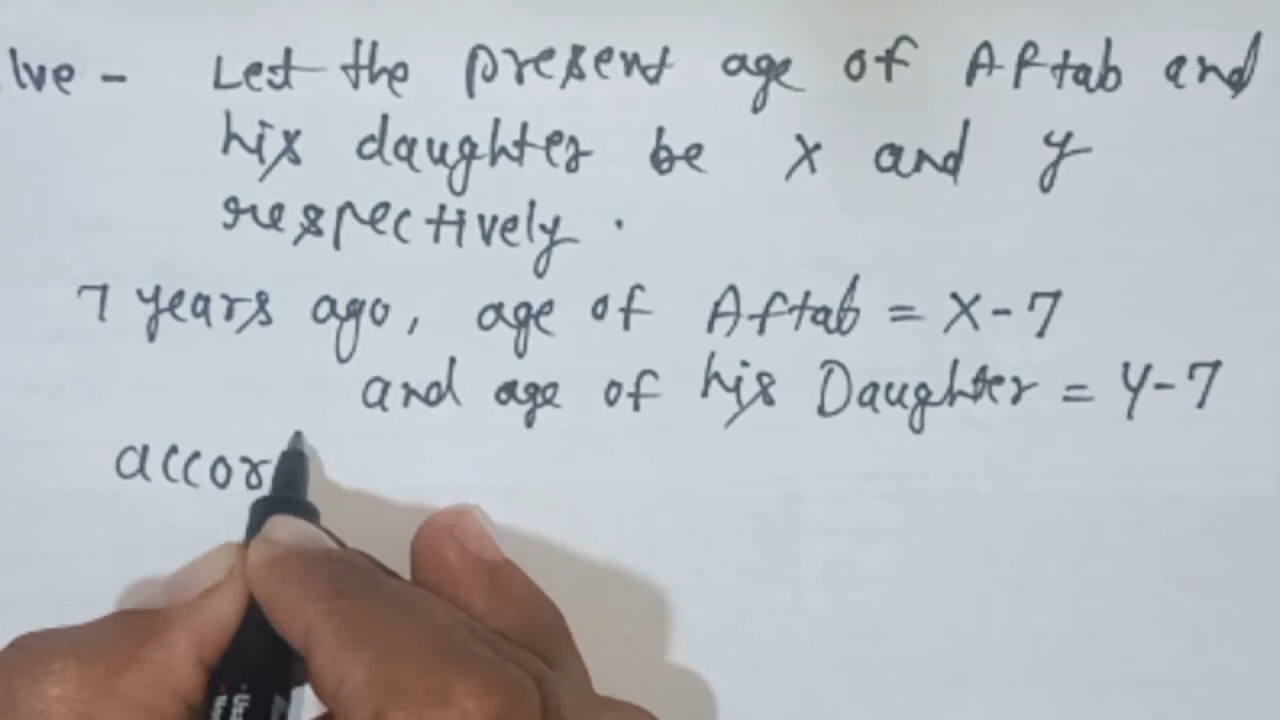 lve - Let the present age of Aftab and
his daughter be x and y
respectively.
7 years ago, age of Aftab = x-7
and age of his Daughter = y-7
accor